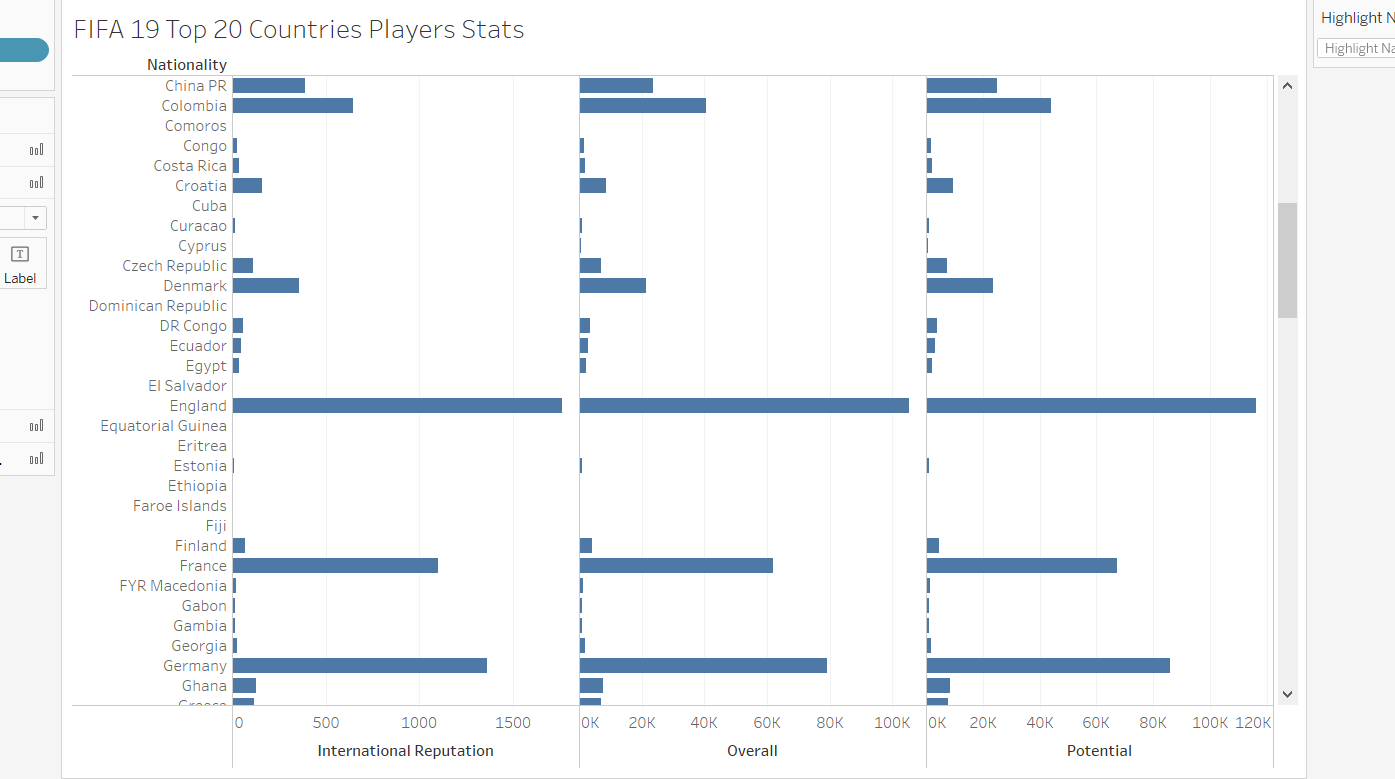 FIFA 19 Top 20 Countries Players Stats
Highlight N
Highlight Na
Nationality
China PR
Colombia
Comoros
Congo
Costa Rica
Croatia
Cuba
Curacao
Cyprus
Czech Republic
Denmark
Dominican Republic
DR Congo
Ecuador
Egypt
El Salvador
England
Equatorial Guinea
Eritrea
Estonia
Ethiopia
Faroe Islands
Fiji
Finland
France
FYR Macedonia
Gabon
Gambia
Georgia
Germany
Ghana
Greece
T
Label
0 500 1000 1500 0K 20K 40K 60K 80K 100K 0K 20K 40K 60K 80K 100K 120K
International Reputation Overall Potential